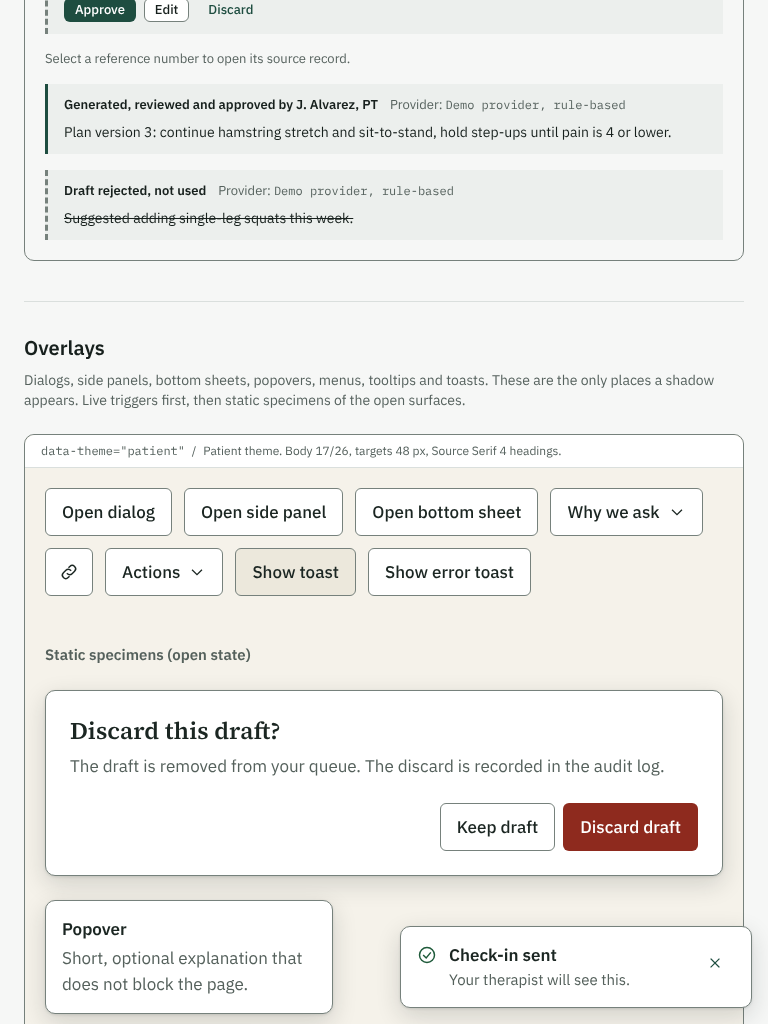 Approve Edit Discard
Select a reference number to open its source record.
Generated, reviewed and approved by J. Alvarez, PT Provider: Demo provider, rule-based
Plan version 3: continue hamstring stretch and sit-to-stand, hold step-ups until pain is 4 or lower.
Draft rejected, not used Provider: Demo provider, rule-based
Suggested adding single-leg squats this week.
Overlays
Dialogs, side panels, bottom sheets, popovers, menus, tooltips and toasts. These are the only places a shadow
appears. Live triggers first, then static specimens of the open surfaces.
data-theme="patient" / Patient theme. Body 17/26, targets 48 px, Source Serif 4 headings.
Open dialog Open side panel Open bottom sheet Why we ask
Actions Show toast Show error toast
Static specimens (open state)
Discard this draft?
The draft is removed from your queue. The discard is recorded in the audit log.
Keep draft Discard draft
Popover
Short, optional explanation that
does not block the page.
Check-in sent
Your therapist will see this.